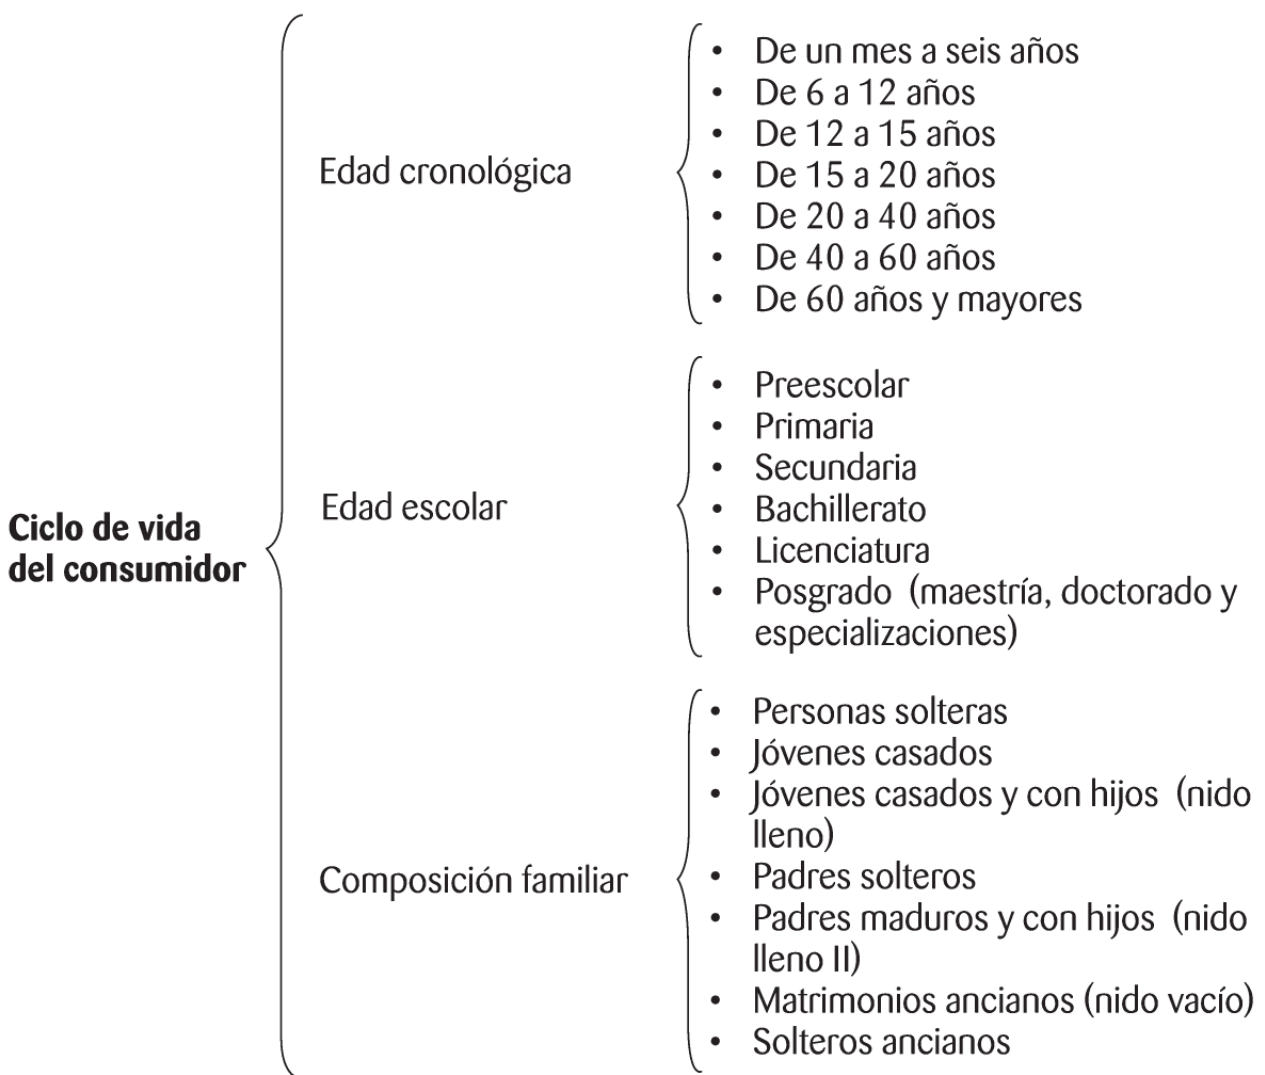 Ciclo de vida
del consumidor
Edad cronológica
• De un mes a seis años
• De 6 a 12 años
• De 12 a 15 años
• De 15 a 20 años
• De 20 a 40 años
• De 40 a 60 años
• De 60 años y mayores
Edad escolar
• Preescolar
• Primaria
• Secundaria
• Bachillerato
• Licenciatura
• Posgrado (maestría, doctorado y
especializaciones)
Composición familiar
• Personas solteras
• Jóvenes casados
• Jóvenes casados y con hijos (nido
lleno)
• Padres solteros
• Padres maduros y con hijos (nido
lleno II)
• Matrimonios ancianos (nido vacío)
• Solteros ancianos